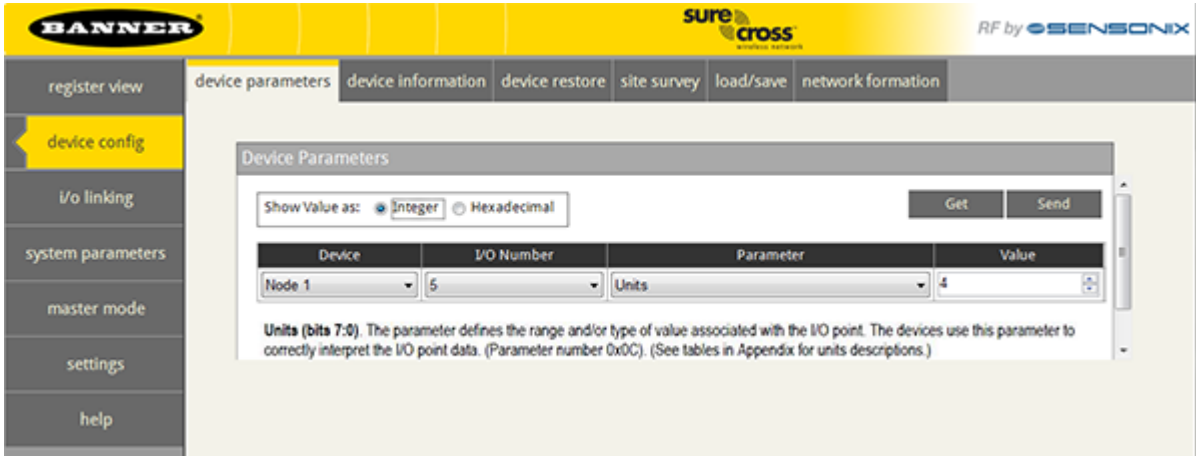 BANNER
sure
cross
wireless network
RF by SENSONIX
register view
device config
i/o linking
system parameters
master mode
settings
help
device parameters device information device restore site survey load/save network formation
Device Parameters
Show Value as: Integer Hexadecimal
Get Send
Device I/O Number Parameter Value
Node 1 5 Units 4
Units (bits 7:0). The parameter defines the range and/or type of value associated with the I/O point. The devices use this parameter to
correctly interpret the I/O point data. (Parameter number 0x0C). (See tables in Appendix for units descriptions.)